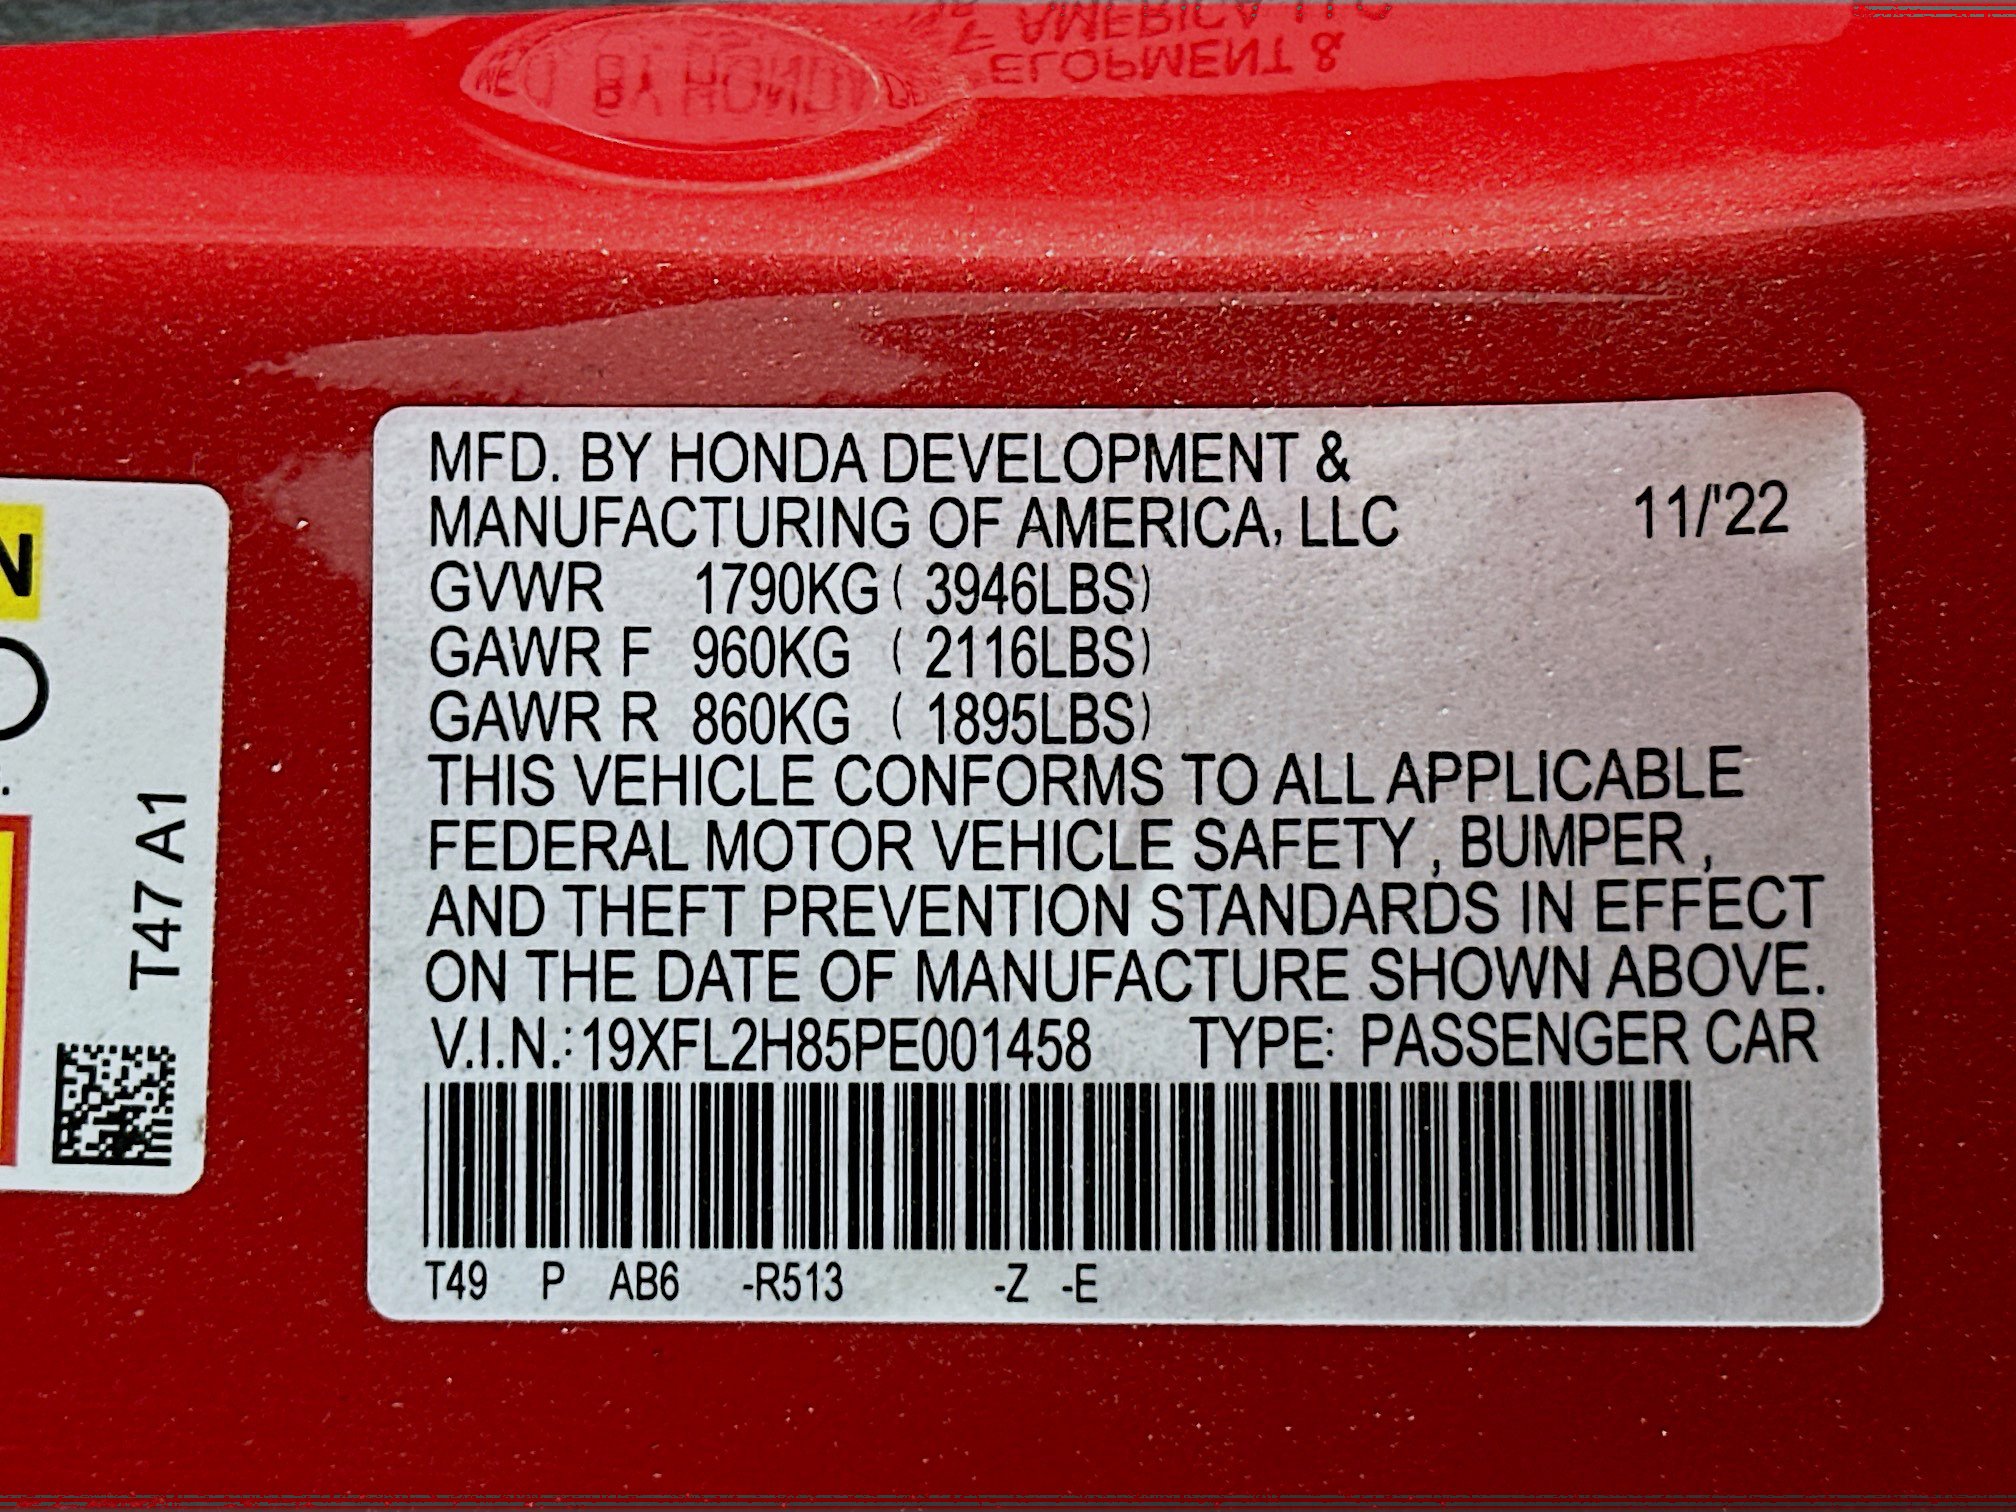 MFD. BY HONDA DEVELOPMENT &
MANUFACTURING OF AMERICA, LLC 11/'22
GVWR 1790KG ( 3946LBS)
GAWR F 960KG ( 2116LBS)
GAWR R 860KG ( 1895LBS)
THIS VEHICLE CONFORMS TO ALL APPLICABLE
FEDERAL MOTOR VEHICLE SAFETY , BUMPER ,
AND THEFT PREVENTION STANDARDS IN EFFECT
ON THE DATE OF MANUFACTURE SHOWN ABOVE.
V.I.N.: 19XFL2H85PE001458 TYPE: PASSENGER CAR
T49 P AB6 -R513 -Z -E
T47 A1
N